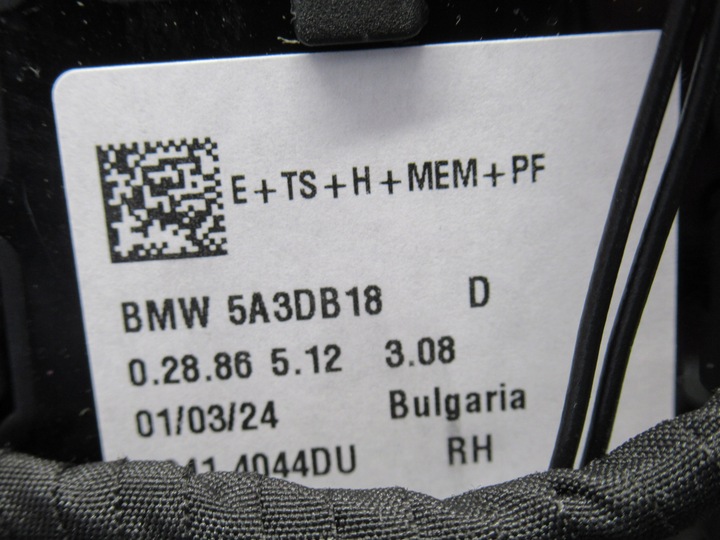 E+TS+H+MEM+PF
BMW 5A3DB18 D
0.28.86 5.12 3.08
01/03/24 Bulgaria
4044DU RH